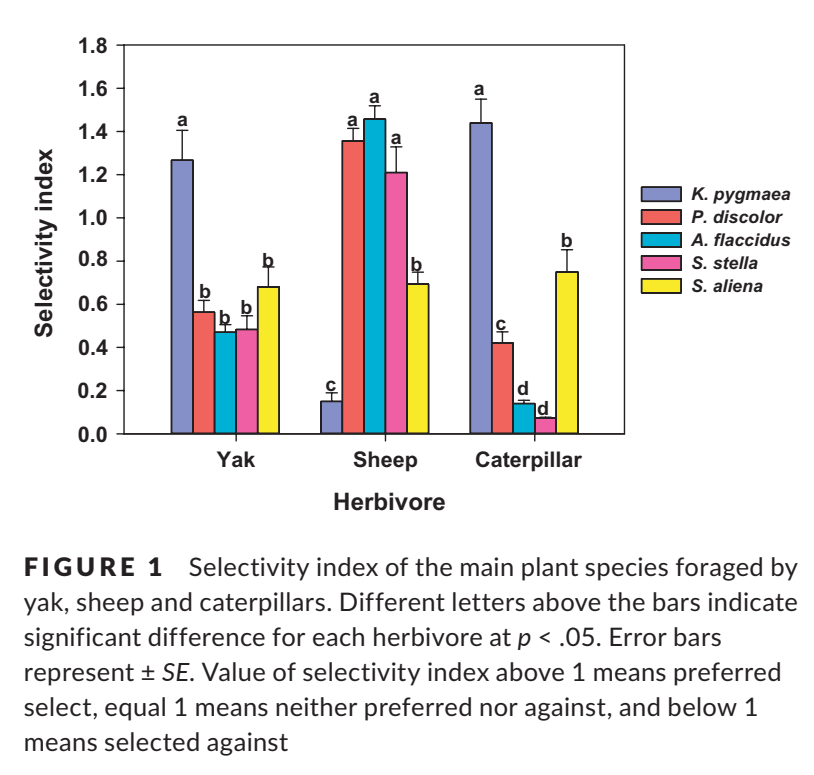 1.8
1.6
1.4
1.2
1.0
0.8
0.6
0.4
0.2
0.0
Selectivity index
a
b
b
b
b
c
a
a
a
b
a
c
d
d
b
Yak
Sheep
Caterpillar
Herbivore
K. pygmaea
P. discolor
A. flaccidus
S. stella
S. aliena
FIGURE 1 Selectivity index of the main plant species foraged by
yak, sheep and caterpillars. Different letters above the bars indicate
significant difference for each herbivore at p < .05. Error bars
represent ± SE. Value of selectivity index above 1 means preferred
select, equal 1 means neither preferred nor against, and below 1
means selected against